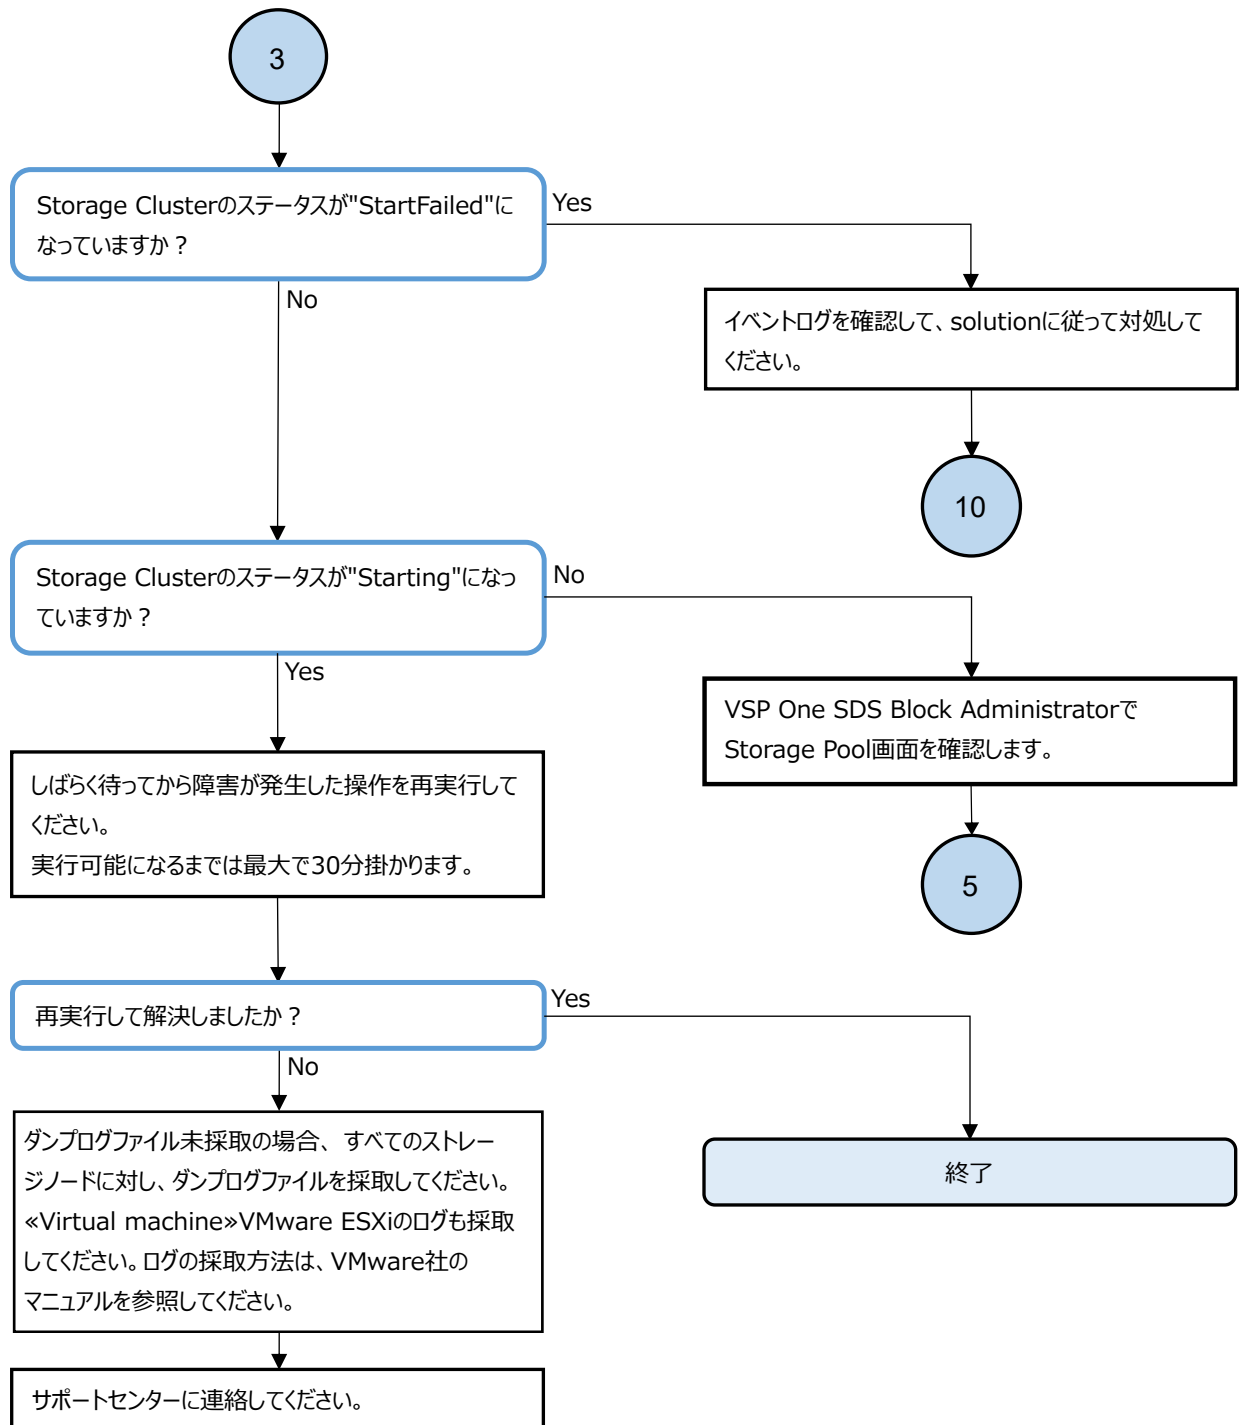 3
Storage Clusterのステータスが"StartFailed"に
なっていますか？
Yes
No
イベントログを確認して、solutionに従って対処して
ください。
10
Storage Clusterのステータスが"Starting"になっ
ていますか？
No
Yes
VSP One SDS Block Administratorで
Storage Pool画面を確認します。
しばらく待ってから障害が発生した操作を再実行して
ください。
実行可能になるまでは最大で30分掛かります。
5
再実行して解決しましたか？
Yes
No
ダンプログファイル未採取の場合、すべてのストレー
ジノードに対し、ダンプログファイルを採取してください。
«Virtual machine»VMware ESXiのログも採取
してください。ログの採取方法は、VMware社の
マニュアルを参照してください。
終了
サポートセンターに連絡してください。